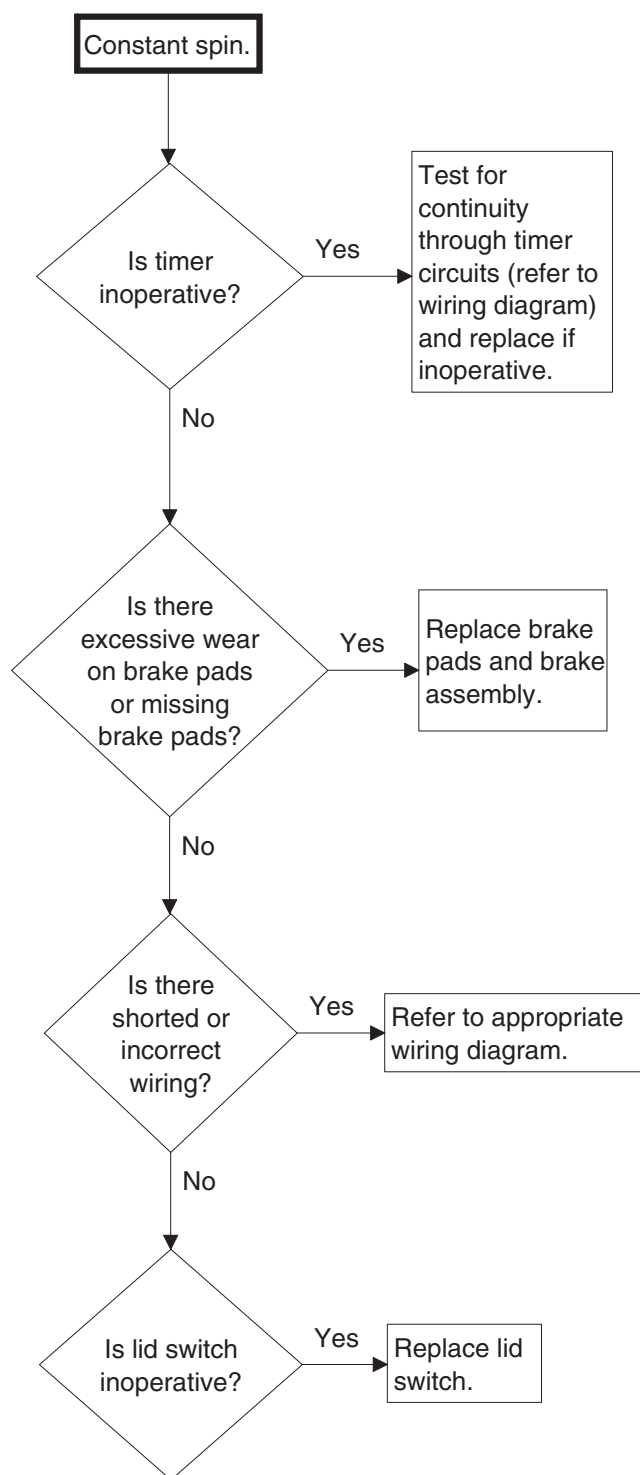 Constant spin.
Is timer
inoperative?
Yes
Test for
continuity
through timer
circuits (refer to
wiring diagram)
and replace if
inoperative.
No
Is there
excessive wear
on brake pads
or missing
brake pads?
Yes
Replace brake
pads and brake
assembly.
No
Is there
shorted or
incorrect
wiring?
Yes
Refer to appropriate
wiring diagram.
No
Is lid switch
inoperative?
Yes
Replace lid
switch.